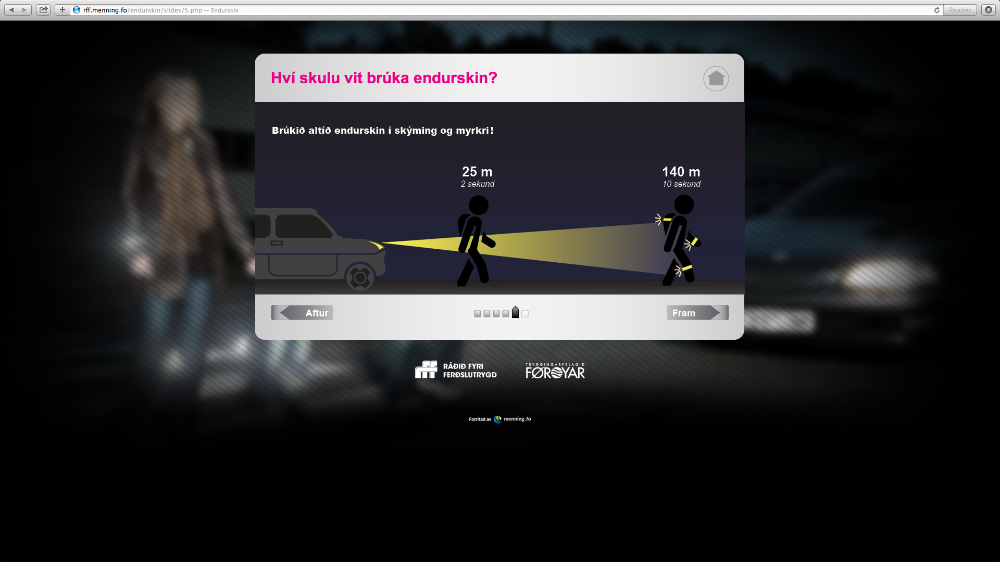 rff.menning.fo/endurskin/slides/5.php — Endurskin
Reader
Hví skulu vit brúka endurskin?
Brúkið altíð endurskin í skýming og myrkri!
25 m
2 sekund
140 m
10 sekund
Aftur
Fram
RÁÐIÐ FYRI
FERÐSLUTRYGD
TRYGGINGARFELAGIÐ
FØROYAR
Forritað av menning.fo